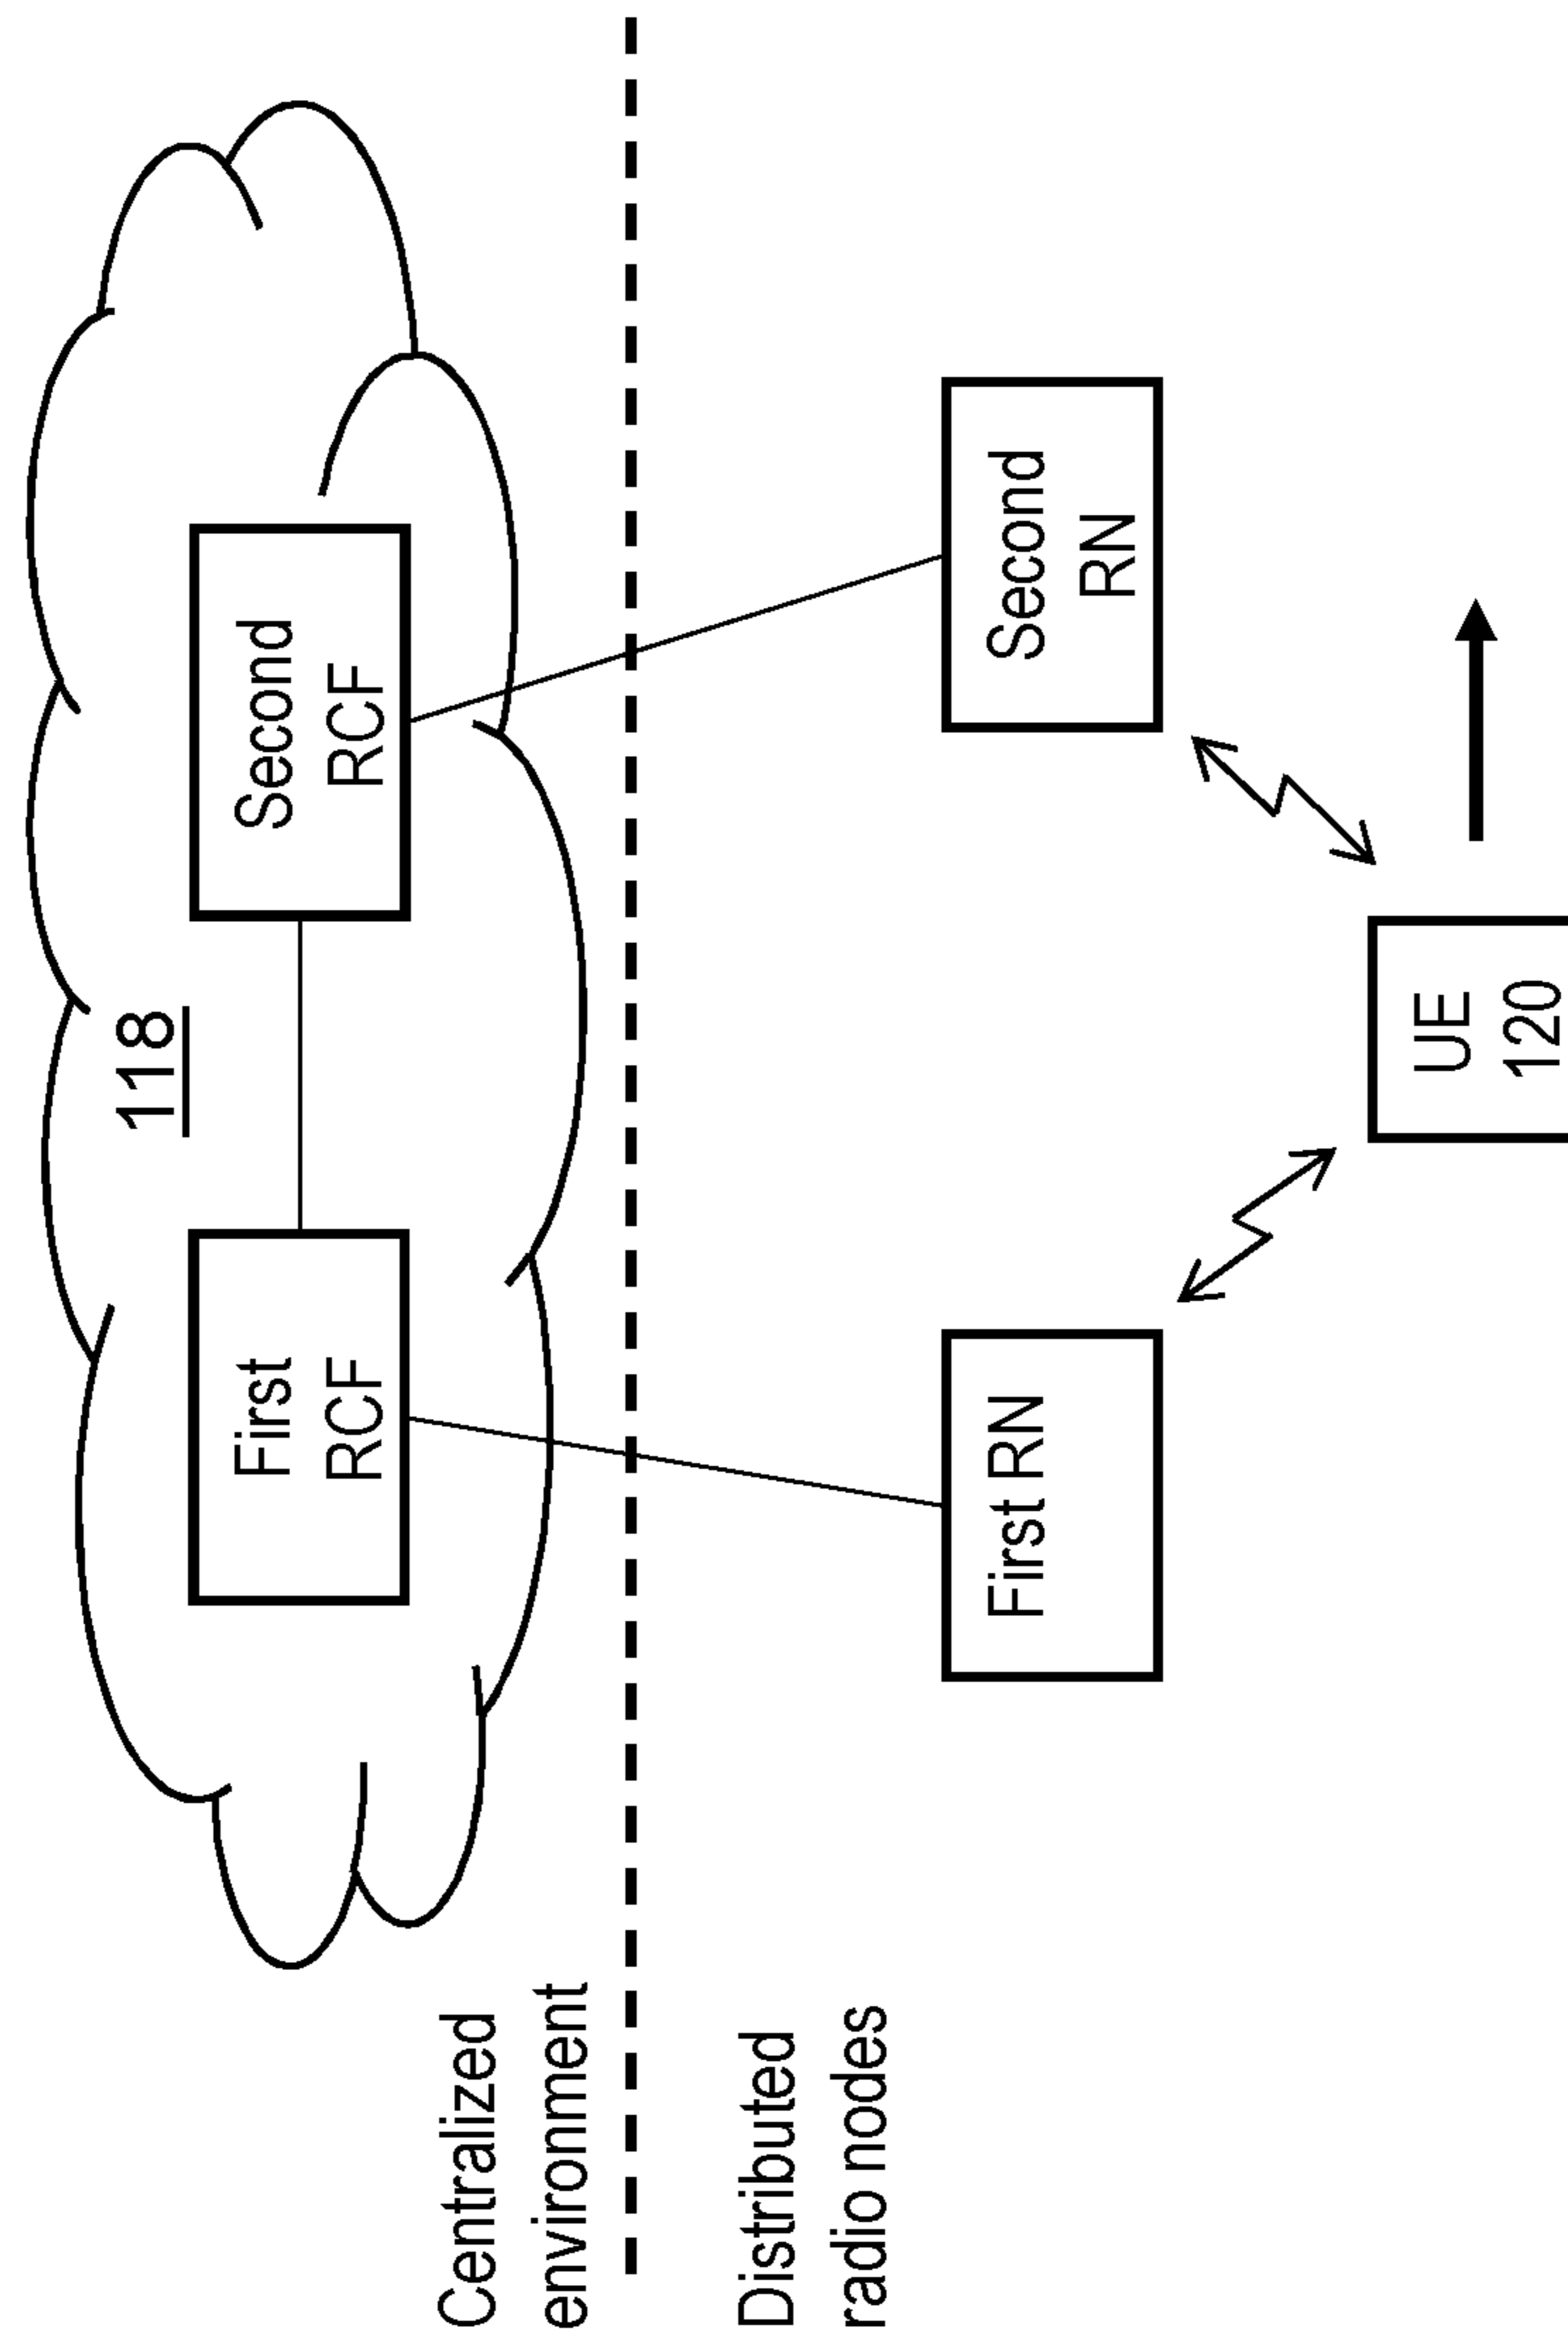 118
First
RCF
Second
RCF
Centralized
environment
Distributed
radio nodes
First RN
Second
RN
UE
120